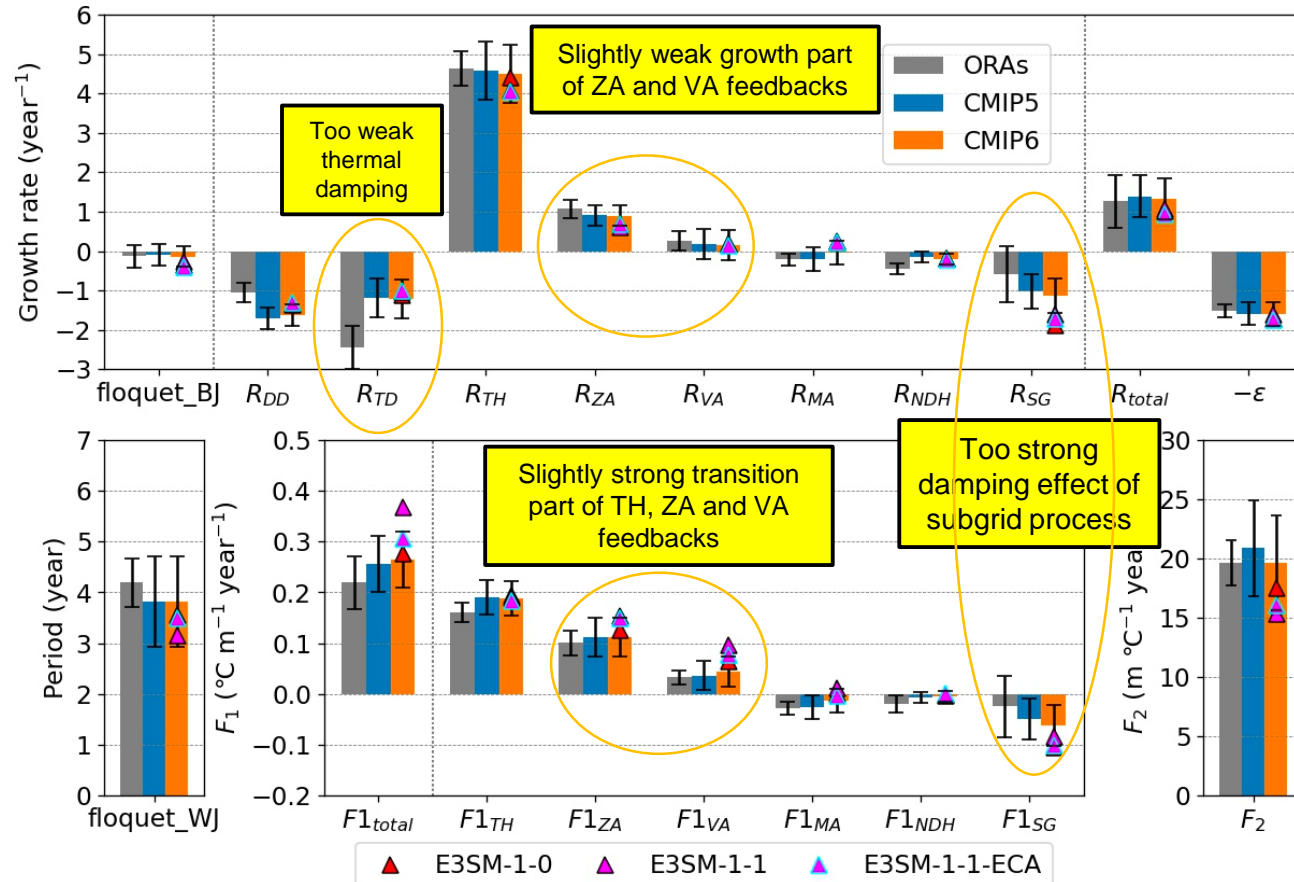 6
5
4
3
2
1
0
−1
−2
−3
Growth rate (year⁻¹)
Slightly weak growth part
of ZA and VA feedbacks
Too weak
thermal
damping
ORAs
CMIP5
CMIP6
floquet_BJ
R_DD
R_TD
R_TH
R_ZA
R_VA
R_MA
R_NDH
R_SG
R_total
−ε
7
6
5
4
3
2
1
0
Period (year)
floquet_WJ
0.5
0.4
0.3
0.2
0.1
0.0
−0.1
−0.2
F₁ (°C m⁻¹ year⁻¹)
Slightly strong transition
part of TH, ZA and VA
feedbacks
Too strong
damping effect of
subgrid process
F1_total
F1_TH
F1_ZA
F1_VA
F1_MA
F1_NDH
F1_SG
30
25
20
15
10
5
0
F₂ (m °C⁻¹ year
F₂
E3SM-1-0
E3SM-1-1
E3SM-1-1-ECA